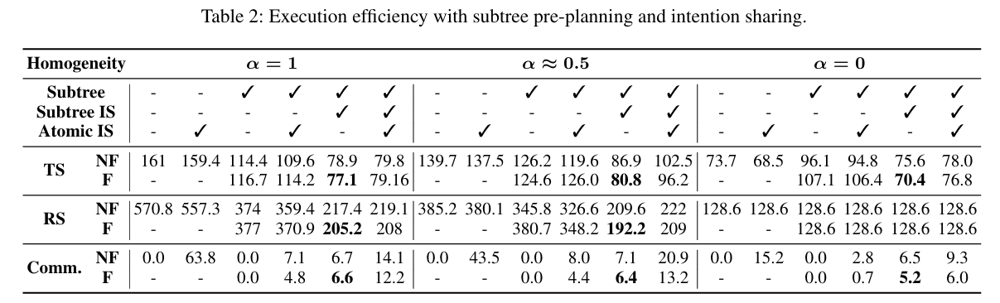 Table 2: Execution efficiency with subtree pre-planning and intention sharing.
Homogeneity α = 1 α ≈ 0.5 α = 0
Subtree - - ✓ ✓ ✓ ✓ - - ✓ ✓ ✓ ✓ - - ✓ ✓ ✓ ✓
Subtree IS - - - - ✓ ✓ - - - - ✓ ✓ - - - - ✓ ✓
Atomic IS - ✓ - ✓ - ✓ - ✓ - ✓ - ✓ - ✓ - ✓ - ✓
TS NF 161 159.4 114.4 109.6 78.9 79.8 139.7 137.5 126.2 119.6 86.9 102.5 73.7 68.5 96.1 94.8 75.6 78.0
F - - 116.7 114.2 77.1 79.16 - - 124.6 126.0 80.8 96.2 - - 107.1 106.4 70.4 76.8
RS NF 570.8 557.3 374 359.4 217.4 219.1 385.2 380.1 345.8 326.6 209.6 222 128.6 128.6 128.6 128.6 128.6 128.6
F - - 377 370.9 205.2 208 - - 380.7 348.2 192.2 209 - - 128.6 128.6 128.6 128.6
Comm. NF 0.0 63.8 0.0 7.1 6.7 14.1 0.0 43.5 0.0 8.0 7.1 20.9 0.0 15.2 0.0 2.8 6.5 9.3
F - - 0.0 4.8 6.6 12.2 - - 0.0 4.4 6.4 13.2 - - 0.0 0.7 5.2 6.0